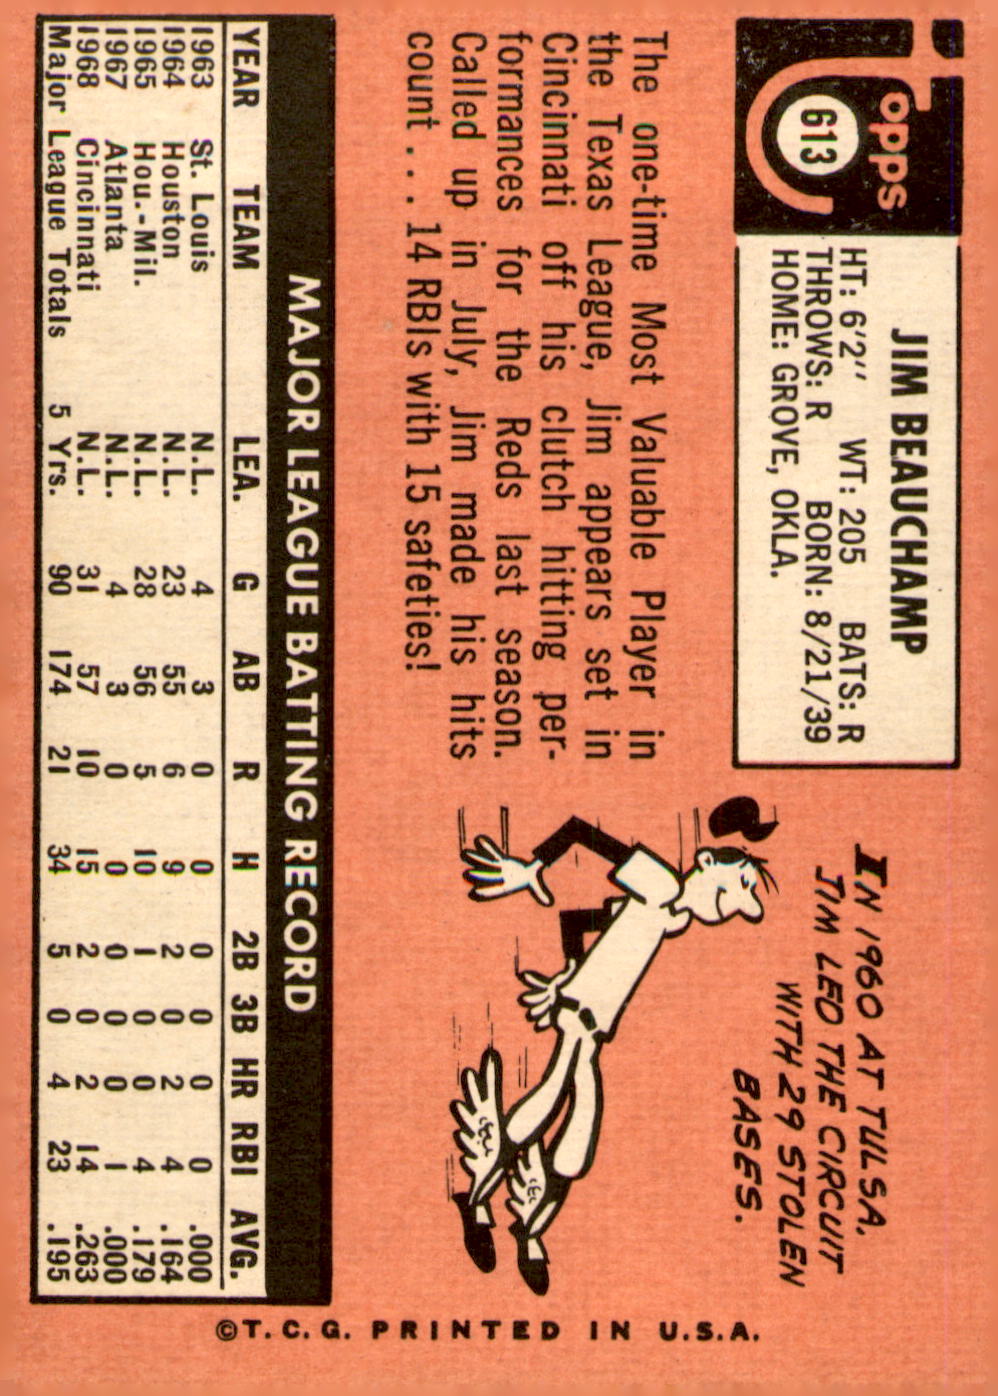 Topps
613
JIM BEAUCHAMP
HT: 6'2" WT: 205 BATS: R
THROWS: R BORN: 8/21/39
HOME: GROVE, OKLA.
The one-time Most Valuable Player in
the Texas League, Jim appears set in
Cincinnati off his clutch hitting per-
formances for the Reds last season.
Called up in July, Jim made his hits
count . . . 14 RBIs with 15 safeties!
IN 1960 AT TULSA,
JIM LED THE CIRCUIT
WITH 29 STOLEN
BASES.
MAJOR LEAGUE BATTING RECORD
YEAR TEAM LEA. G AB R H 2B 3B HR RBI AVG.
1963 St. Louis N.L. 4 3 0 0 0 0 0 0 .000
1964 Houston N.L. 23 55 6 9 2 0 2 4 .164
1965 Hou.-Mil. N.L. 28 56 5 10 1 0 0 4 .179
1967 Atlanta N.L. 4 3 0 0 0 0 0 1 .000
1968 Cincinnati N.L. 31 57 10 15 2 0 2 14 .263
Major League Totals 5 Yrs. 90 174 21 34 5 0 4 23 .195
©T.C.G. PRINTED IN U.S.A.